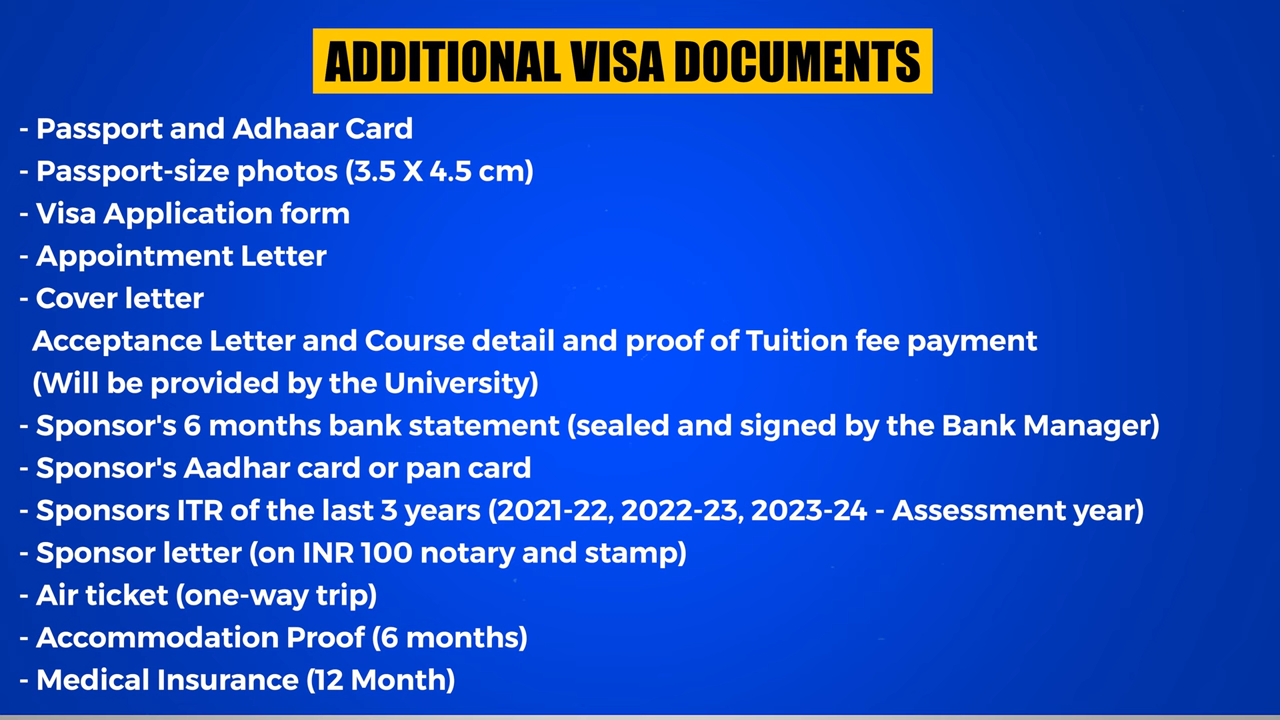 ADDITIONAL VISA DOCUMENTS
- Passport and Adhaar Card
- Passport-size photos (3.5 X 4.5 cm)
- Visa Application form
- Appointment Letter
- Cover letter
Acceptance Letter and Course detail and proof of Tuition fee payment
(Will be provided by the University)
- Sponsor's 6 months bank statement (sealed and signed by the Bank Manager)
- Sponsor's Aadhar card or pan card
- Sponsors ITR of the last 3 years (2021-22, 2022-23, 2023-24 - Assessment year)
- Sponsor letter (on INR 100 notary and stamp)
- Air ticket (one-way trip)
- Accommodation Proof (6 months)
- Medical Insurance (12 Month)